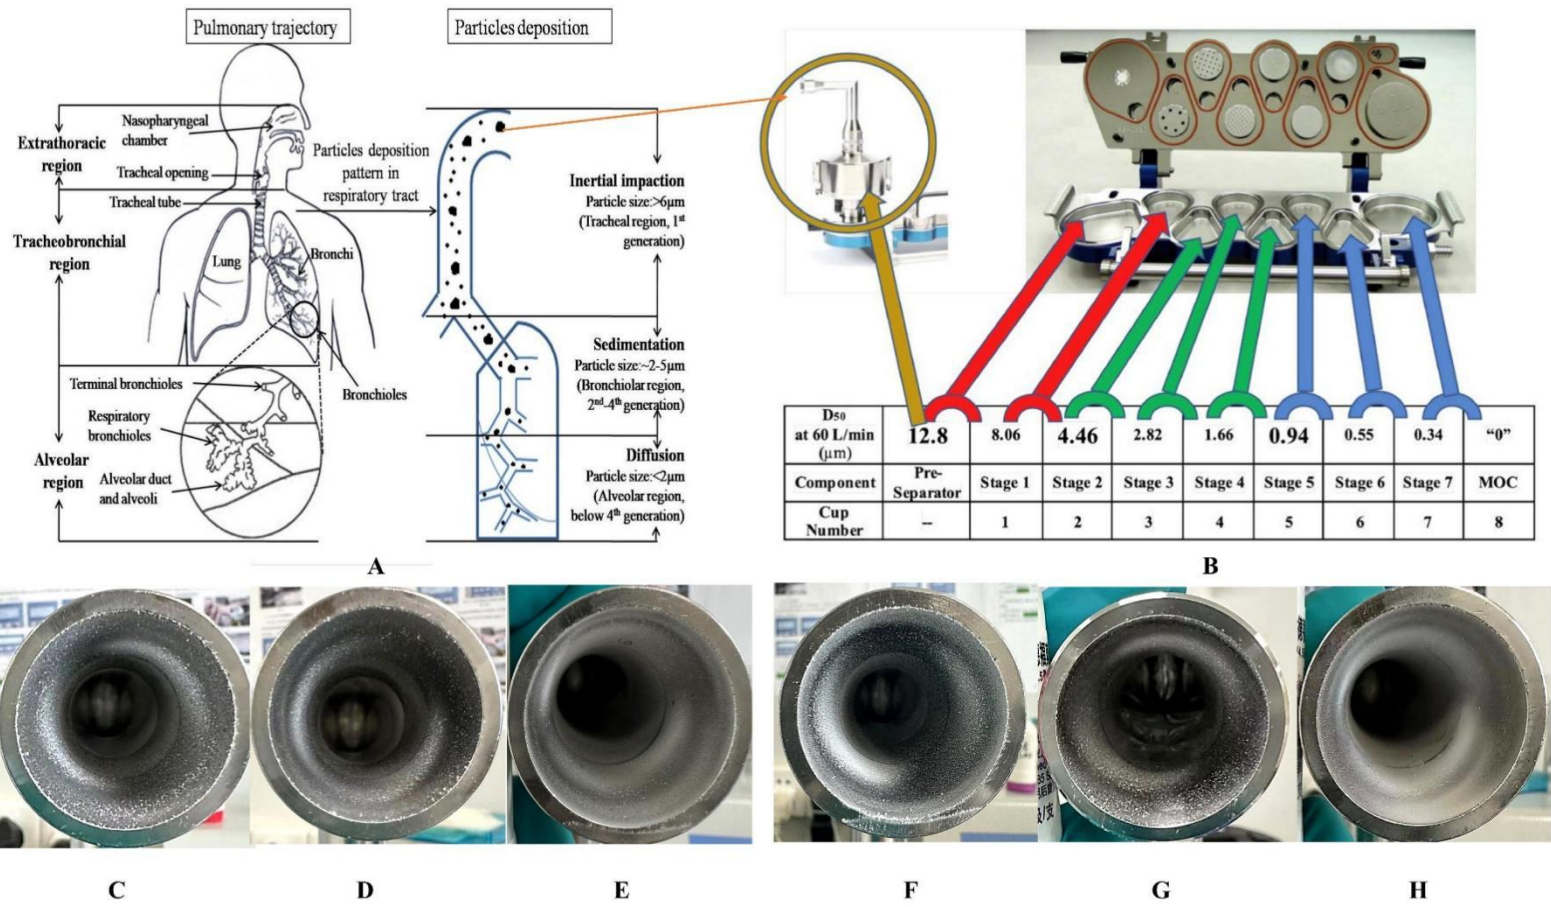 Pulmonary trajectory
Particles deposition
Nasopharyngeal
chamber
Extrathoracic
region
Tracheal opening
Tracheal tube
Tracheobronchial
region
Lung
Bronchi
Bronchioles
Terminal bronchioles
Respiratory
bronchioles
Alveolar
region
Alveolar duct
and alveoli
Particles deposition
pattern in
respiratory tract
Inertial impaction
Particle size:>6μm
(Tracheal region, 1st
generation)
Sedimentation
Particle size:~2-5μm
(Bronchiolar region,
2nd-4th generation)
Diffusion
Particle size:<2μm
(Alveolar region,
below 4th generation)
A
D50
at 60 L/min
(μm)
12.8
8.06
4.46
2.82
1.66
0.94
0.55
0.34
“0”
Component
Pre-
Separator
Stage 1
Stage 2
Stage 3
Stage 4
Stage 5
Stage 6
Stage 7
MOC
Cup
Number
--
1
2
3
4
5
6
7
8
B
C
D
E
F
G
H